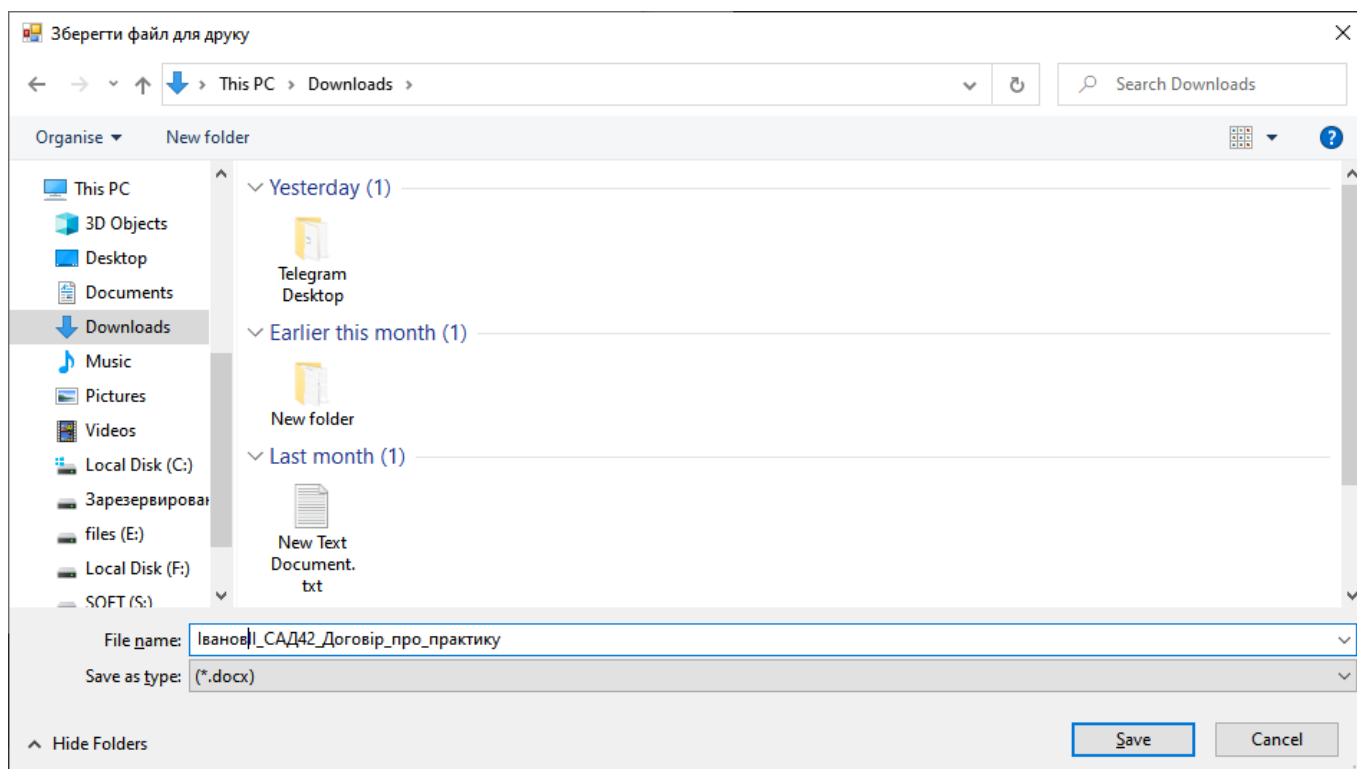 Зберегти файл для друку
This PC > Downloads >
Search Downloads
Organise
New folder
This PC
3D Objects
Desktop
Documents
Downloads
Music
Pictures
Videos
Local Disk (C:)
Зарезервирован
files (E:)
Local Disk (F:)
SOFT (S:)
Yesterday (1)
Telegram
Desktop
Earlier this month (1)
New folder
Last month (1)
New Text
Document.
txt
File name: ІвановІІ_САД42_Договір_про_практику
Save as type: (*.docx)
Hide Folders
Save
Cancel